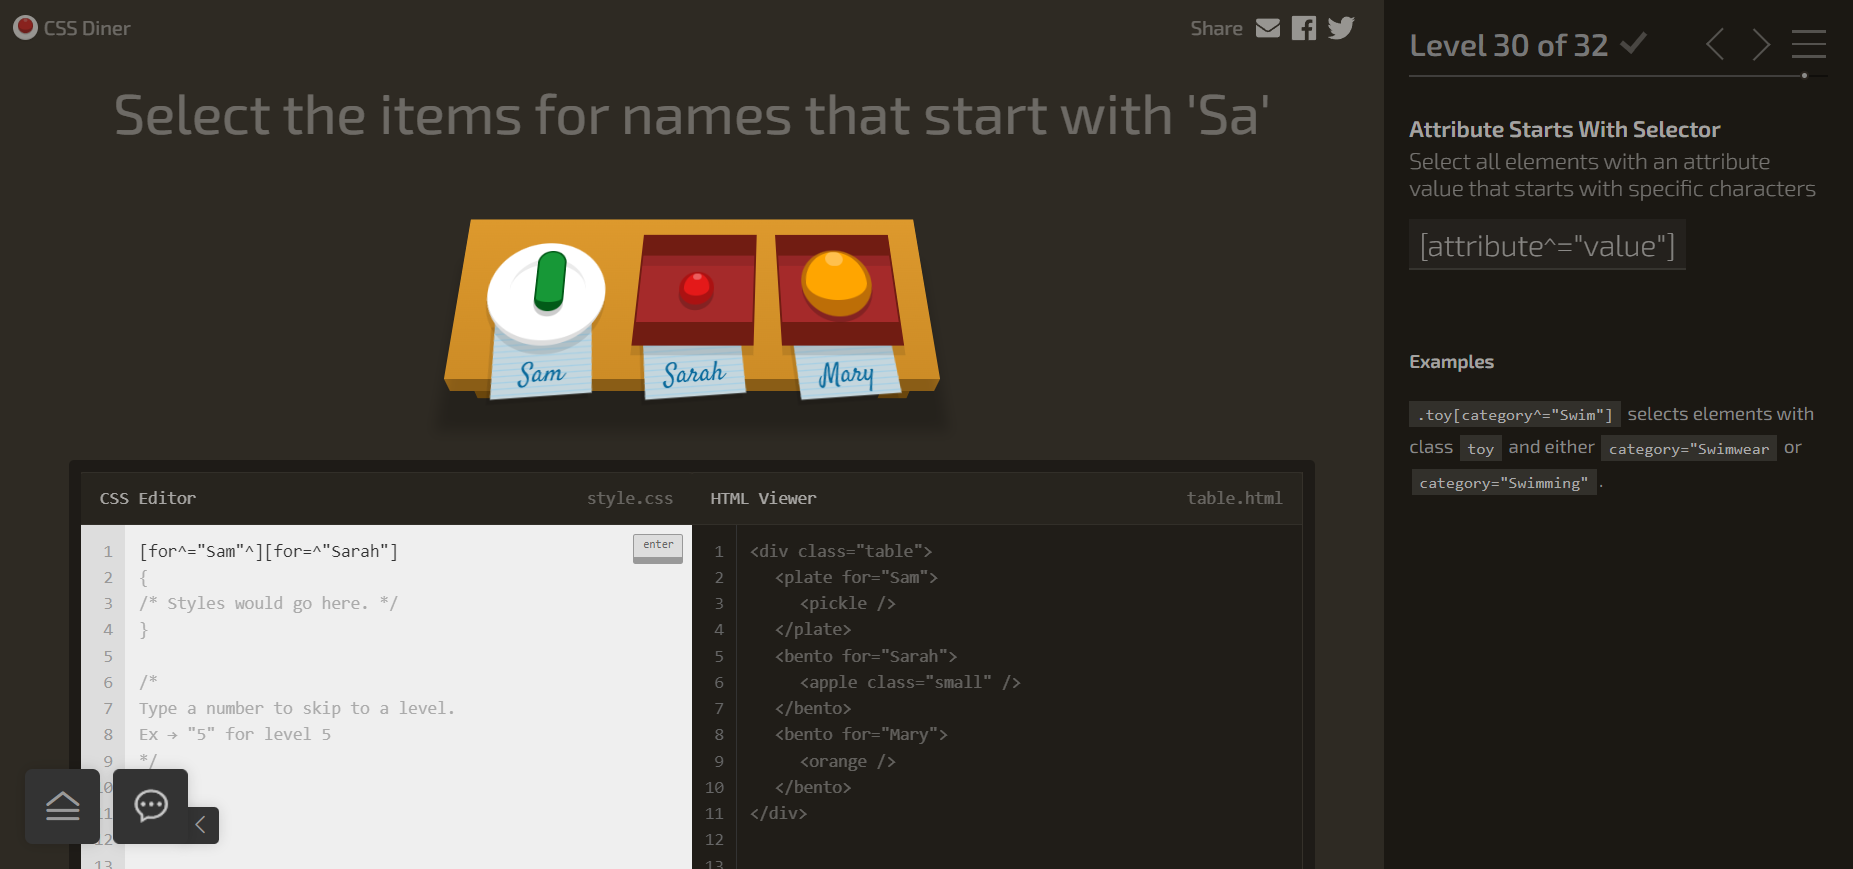 CSS Diner
Share
Select the items for names that start with 'Sa'
Sam
Sarah
Mary
CSS Editor
style.css
1 [for^="Sam"^][for=^"Sarah"]
enter
2 {
3 /* Styles would go here. */
4 }
5
6 /*
7 Type a number to skip to a level.
8 Ex → "5" for level 5
9 */
10
11
12
13
HTML Viewer
table.html
1 <div class="table">
2 <plate for="Sam">
3 <pickle />
4 </plate>
5 <bento for="Sarah">
6 <apple class="small" />
7 </bento>
8 <bento for="Mary">
9 <orange />
10 </bento>
11 </div>
12
13
Level 30 of 32
Attribute Starts With Selector
Select all elements with an attribute
value that starts with specific characters
[attribute^="value"]
Examples
.toy[category^="Swim"] selects elements with
class toy and either category="Swimwear or
category="Swimming".